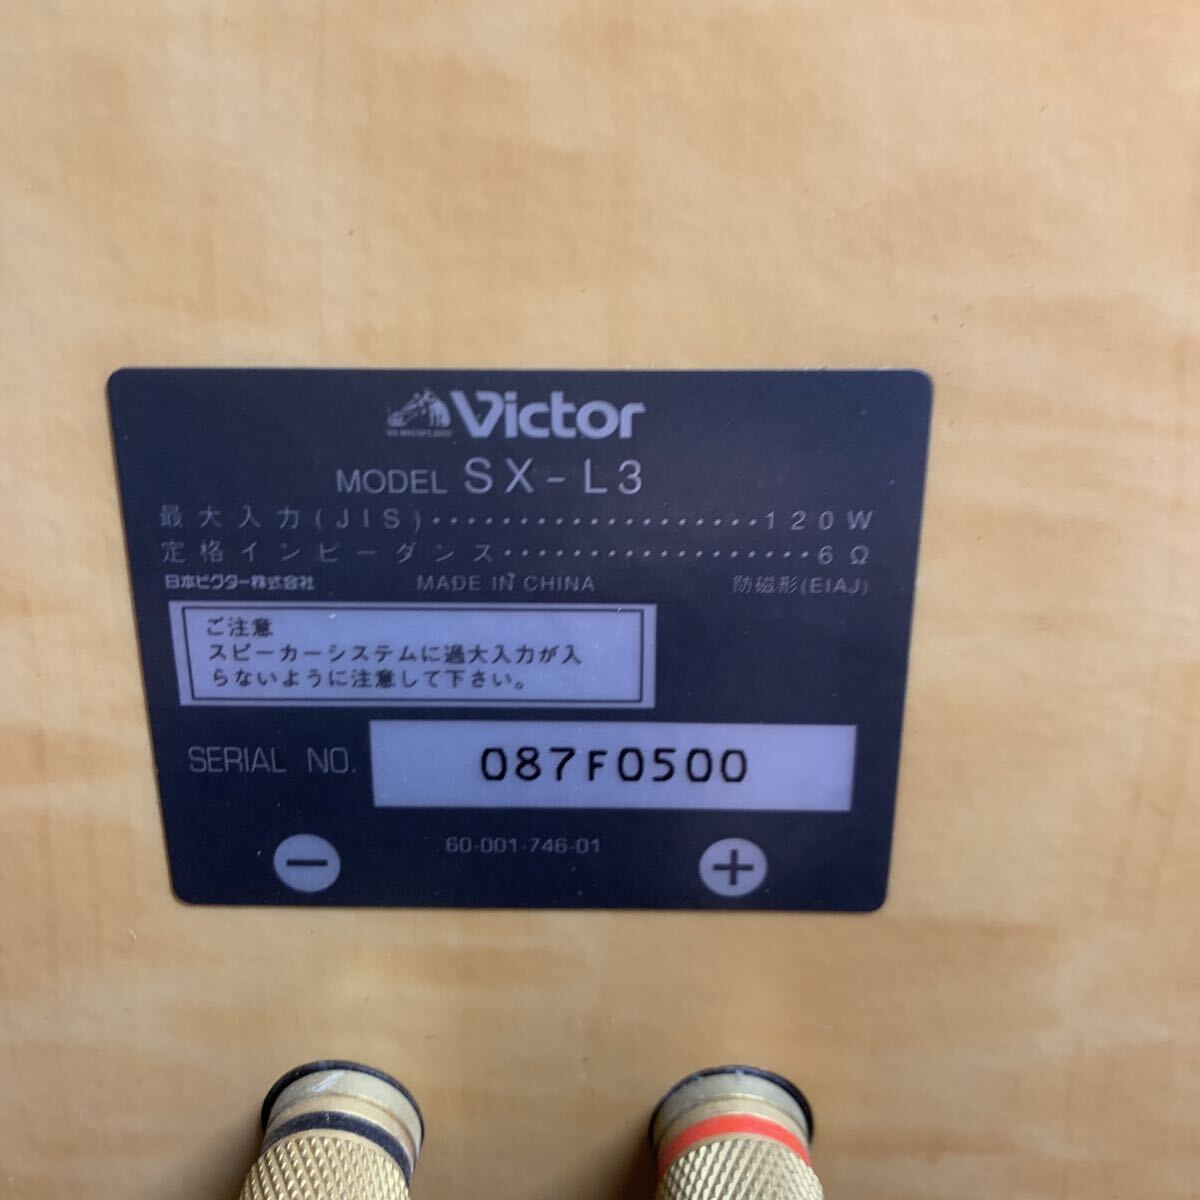 Victor
MODEL SX-L3
最大入力(JIS)····················120W
定格インピーダンス···················6Ω
日本ビクター株式会社 MADE IN CHINA 防磁形(EIAJ)
ご注意
スピーカーシステムに過大入力が入
らないように注意して下さい。
SERIAL NO. 087F0500
60-001-746-01
− +